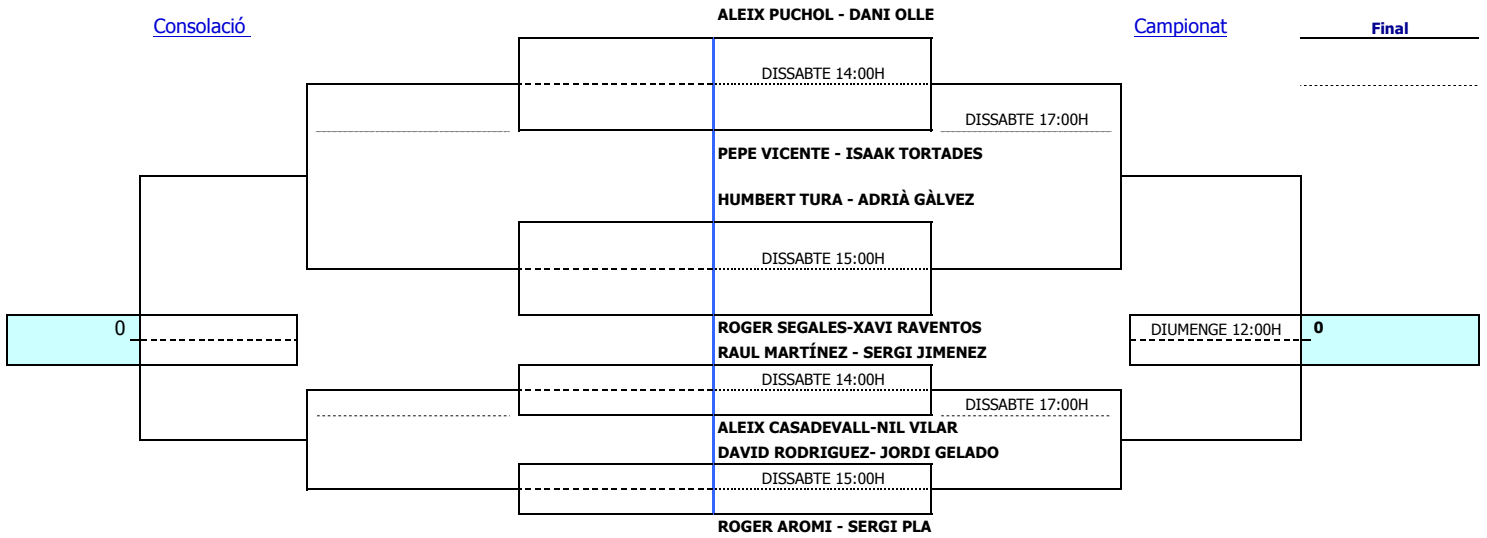 ALEIX PUCHOL - DANI OLLE
Consolació
Campionat
Final
DISSABTE 14:00H
DISSABTE 17:00H
PEPE VICENTE - ISAAK TORTADES
HUMBERT TURA - ADRIÀ GÀLVEZ
DISSABTE 15:00H
0
ROGER SEGALES-XAVI RAVENTOS
DIUMENGE 12:00H
0
RAUL MARTÍNEZ - SERGI JIMENEZ
DISSABTE 14:00H
DISSABTE 17:00H
ALEIX CASADEVALL-NIL VILAR
DAVID RODRIGUEZ- JORDI GELADO
DISSABTE 15:00H
ROGER AROMI - SERGI PLA